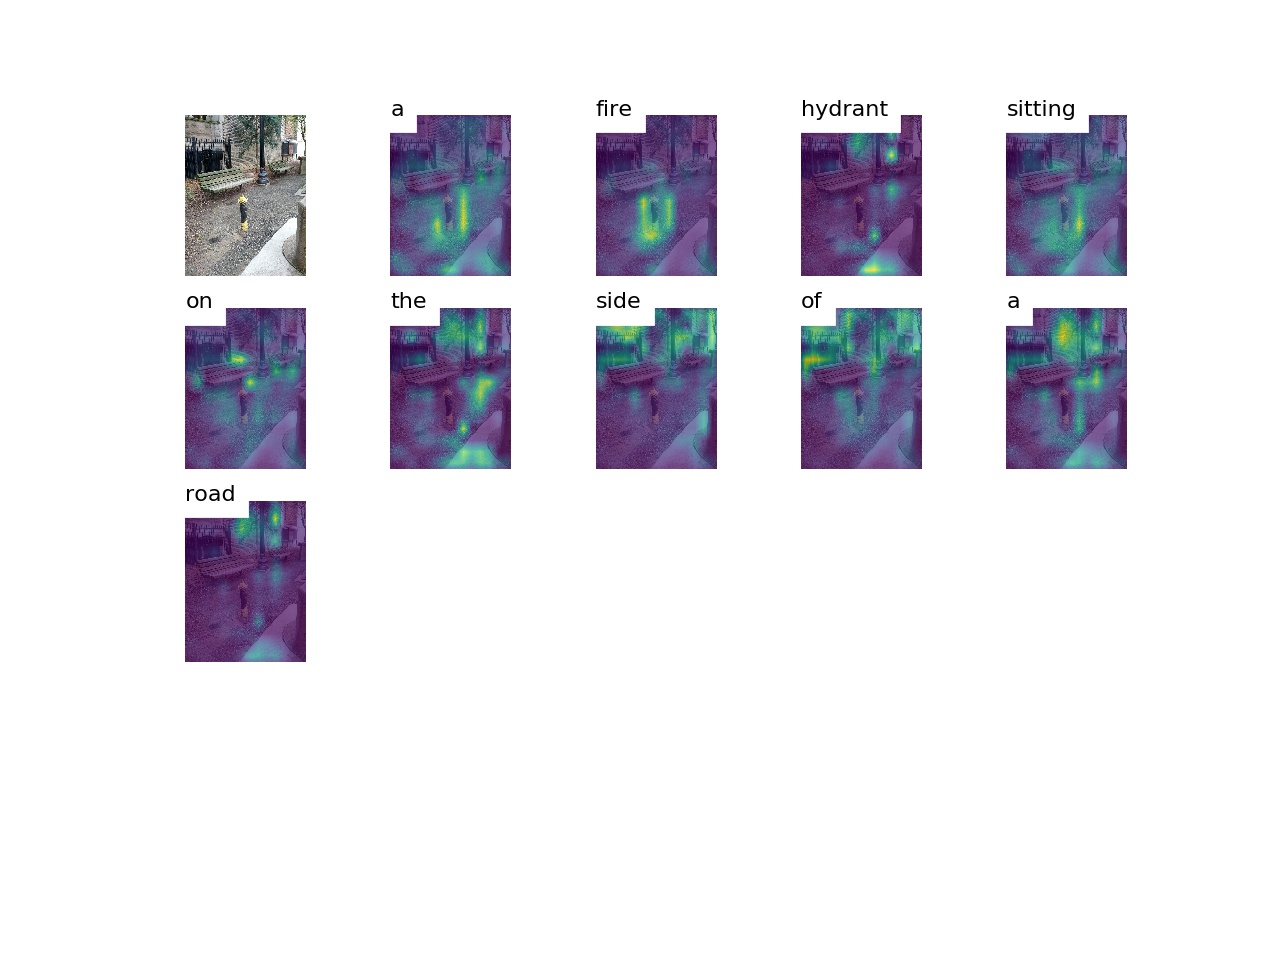 a fire hydrant sitting
on the side of a
road